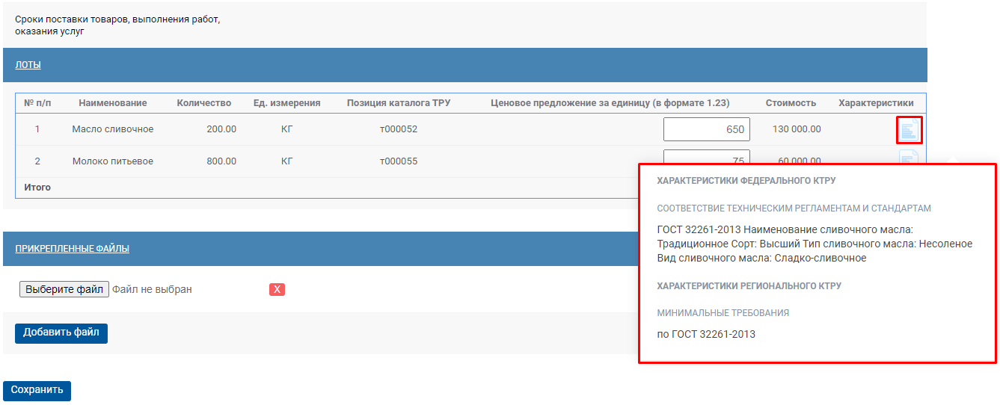 Сроки поставки товаров, выполнения работ,
оказания услуг
ЛОТЫ
№ п/п Наименование Количество Ед. измерения Позиция каталога ТРУ Ценовое предложение за единицу (в формате 1.23) Стоимость Характеристики
1 Масло сливочное 200.00 КГ т000052 650 130 000.00
2 Молоко питьевое 800.00 КГ т000055 75 60 000.00
Итого
ХАРАКТЕРИСТИКИ ФЕДЕРАЛЬНОГО КТРУ
СООТВЕТСТВИЕ ТЕХНИЧЕСКИМ РЕГЛАМЕНТАМ И СТАНДАРТАМ
ГОСТ 32261-2013 Наименование сливочного масла:
Традиционное Сорт: Высший Тип сливочного масла: Несоленое
Вид сливочного масла: Сладко-сливочное
ХАРАКТЕРИСТИКИ РЕГИОНАЛЬНОГО КТРУ
МИНИМАЛЬНЫЕ ТРЕБОВАНИЯ
по ГОСТ 32261-2013
ПРИКРЕПЛЕННЫЕ ФАЙЛЫ
Выберите файл Файл не выбран X
Добавить файл
Сохранить